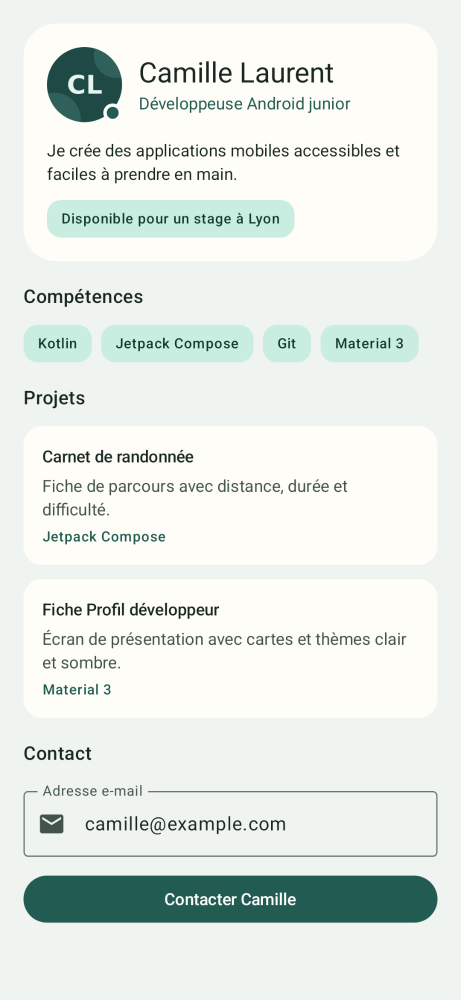 CL
Camille Laurent
Développeuse Android junior
Je crée des applications mobiles accessibles et
faciles à prendre en main.
Disponible pour un stage à Lyon
Compétences
Kotlin
Jetpack Compose
Git
Material 3
Projets
Carnet de randonnée
Fiche de parcours avec distance, durée et
difficulté.
Jetpack Compose
Fiche Profil développeur
Écran de présentation avec cartes et thèmes clair
et sombre.
Material 3
Contact
Adresse e-mail
camille@example.com
Contacter Camille